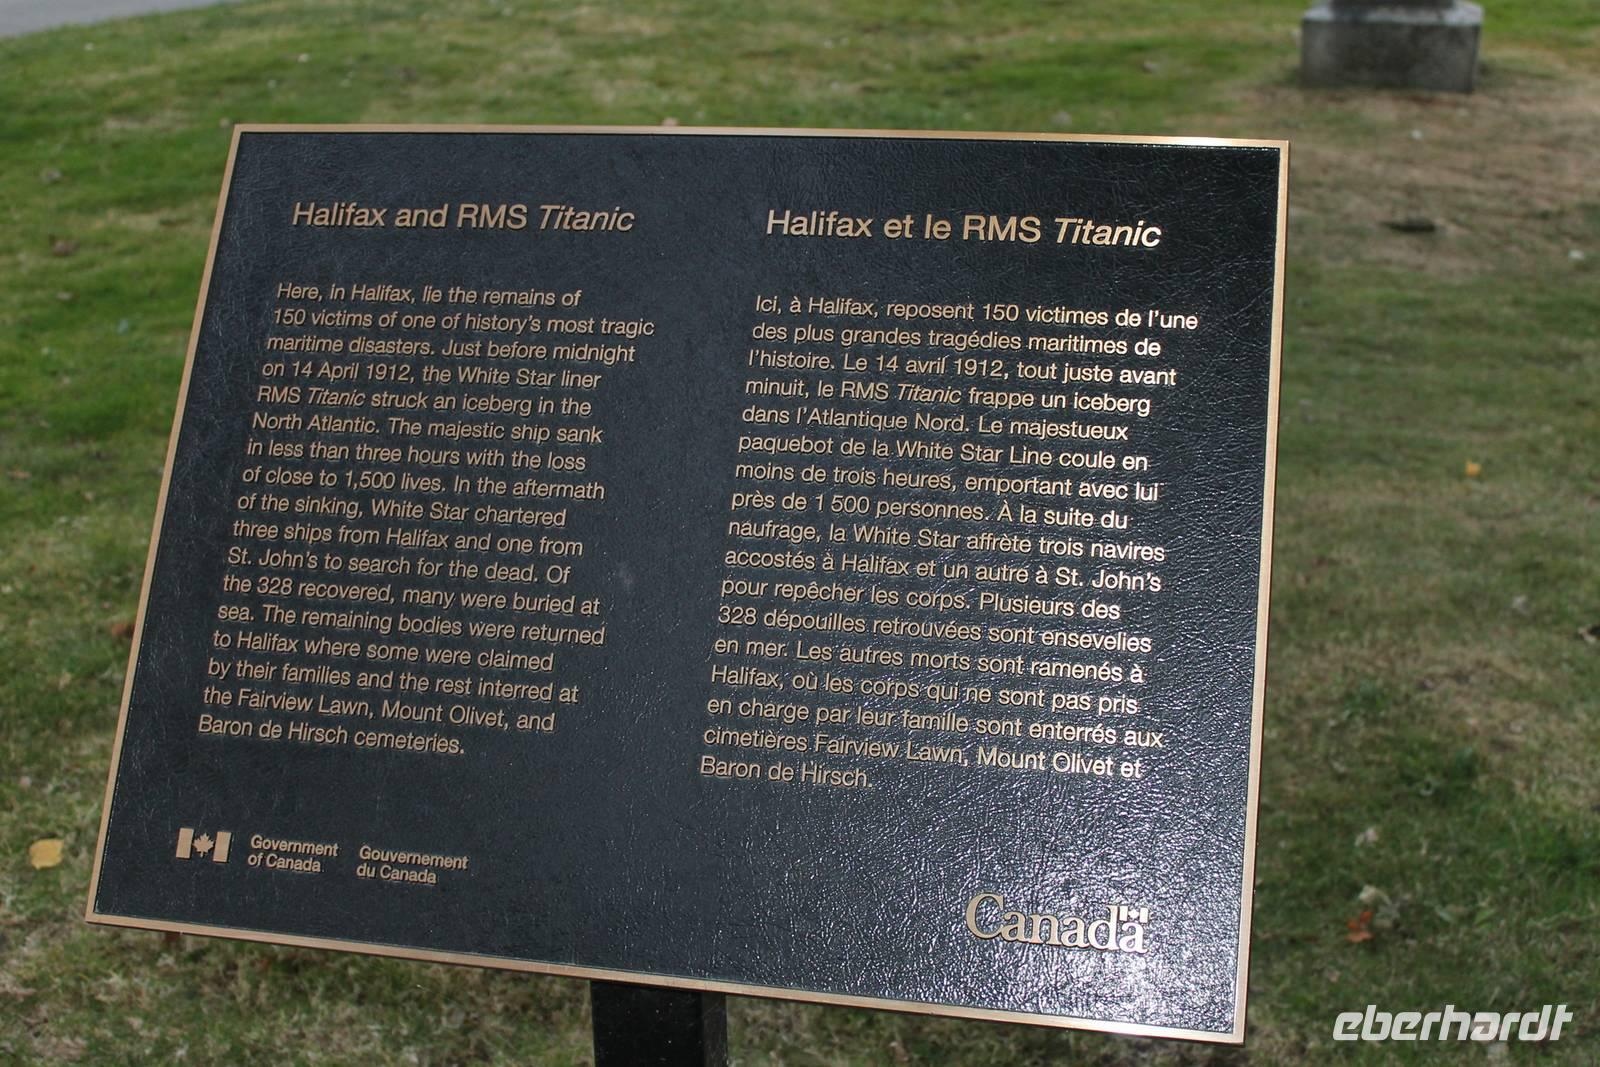 Halifax and RMS Titanic
Here, in Halifax, lie the remains of
150 victims of one of history's most tragic
maritime disasters. Just before midnight
on 14 April 1912, the White Star liner
RMS Titanic struck an iceberg in the
North Atlantic. The majestic ship sank
in less than three hours with the loss
of close to 1,500 lives. In the aftermath
of the sinking, White Star chartered
three ships from Halifax and one from
St. John's to search for the dead. Of
the 328 recovered, many were buried at
sea. The remaining bodies were returned
to Halifax where some were claimed
by their families and the rest interred at
the Fairview Lawn, Mount Olivet, and
Baron de Hirsch cemeteries.
Halifax et le RMS Titanic
Ici, à Halifax, reposent 150 victimes de l'une
des plus grandes tragédies maritimes de
l'histoire. Le 14 avril 1912, tout juste avant
minuit, le RMS Titanic frappe un iceberg
dans l'Atlantique Nord. Le majestueux
paquebot de la White Star Line coule en
moins de trois heures, emportant avec lui
près de 1 500 personnes. À la suite du
naufrage, la White Star affrète trois navires
accostés à Halifax et un autre à St. John's
pour repêcher les corps. Plusieurs des
328 dépouilles retrouvées sont ensevelies
en mer. Les autres morts sont ramenés à
Halifax, où les corps qui ne sont pas pris
en charge par leur famille sont enterrés aux
cimetières Fairview Lawn, Mount Olivet et
Baron de Hirsch.
Government
of Canada
Gouvernement
du Canada
Canada
eberhardt